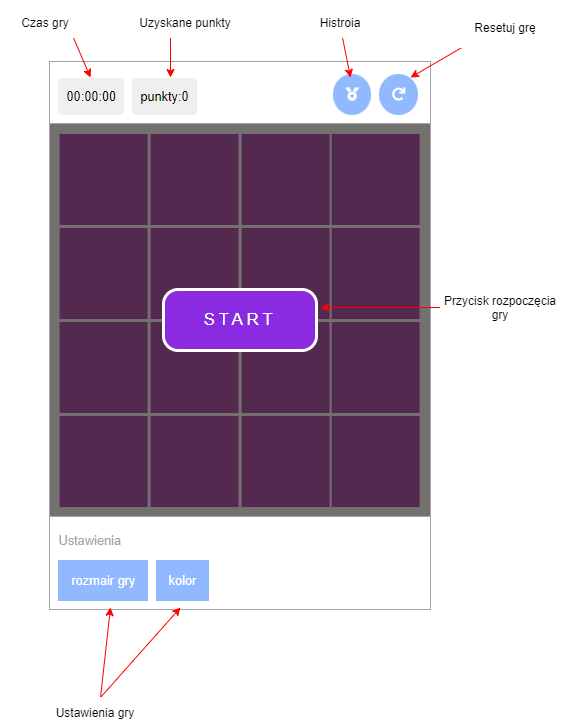 Czas gry
Uzyskane punkty
Histroia
Resetuj grę
00:00:00
punkty:0
START
Przycisk rozpoczęcia
gry
Ustawienia
rozmair gry
kolor
Ustawienia gry